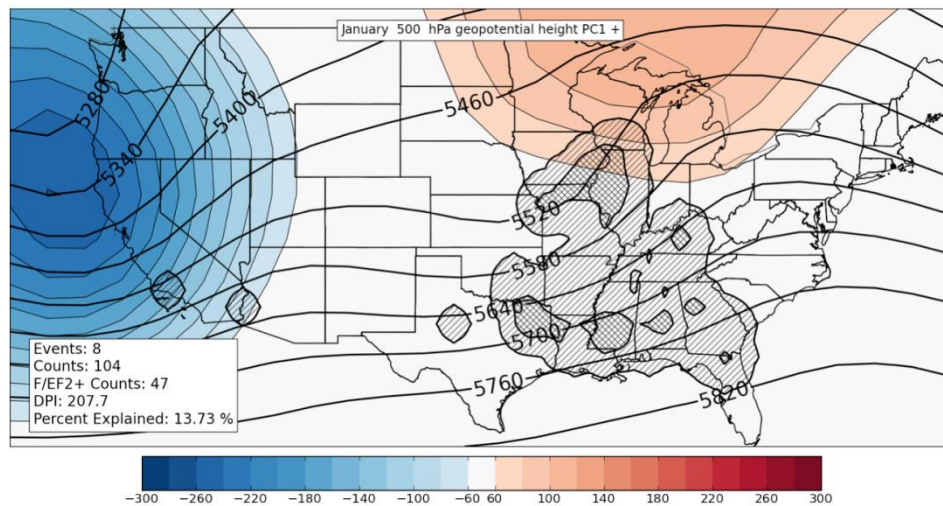 January 500 hPa geopotential height PC1 +
5280
5340
5400
5460
5520
5580
5640
5700
5760
5820
Events: 8
Counts: 104
F/EF2+ Counts: 47
DPI: 207.7
Percent Explained: 13.73 %
−300 −260 −220 −180 −140 −100 −60 60 100 140 180 220 260 300